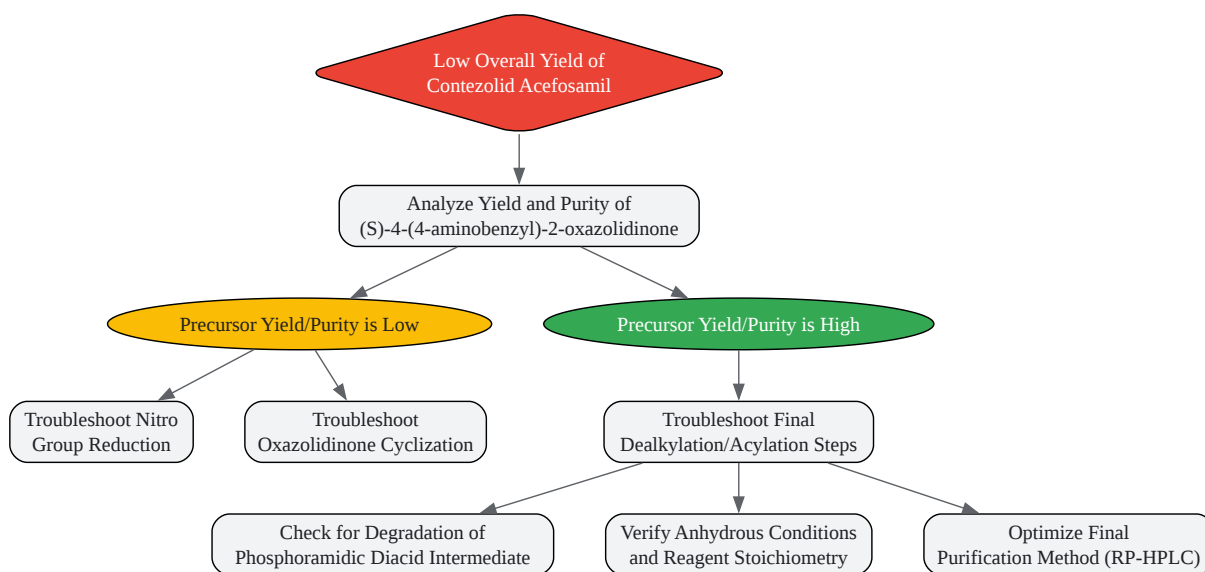 Low Overall Yield of
Contezolid Acefosamil
Analyze Yield and Purity of
(S)-4-(4-aminobenzyl)-2-oxazolidinone
Precursor Yield/Purity is Low
Precursor Yield/Purity is High
Troubleshoot Nitro
Group Reduction
Troubleshoot
Oxazolidinone Cyclization
Troubleshoot Final
Dealkylation/Acylation Steps
Check for Degradation of
Phosphoramidic Diacid Intermediate
Verify Anhydrous Conditions
and Reagent Stoichiometry
Optimize Final
Purification Method (RP-HPLC)